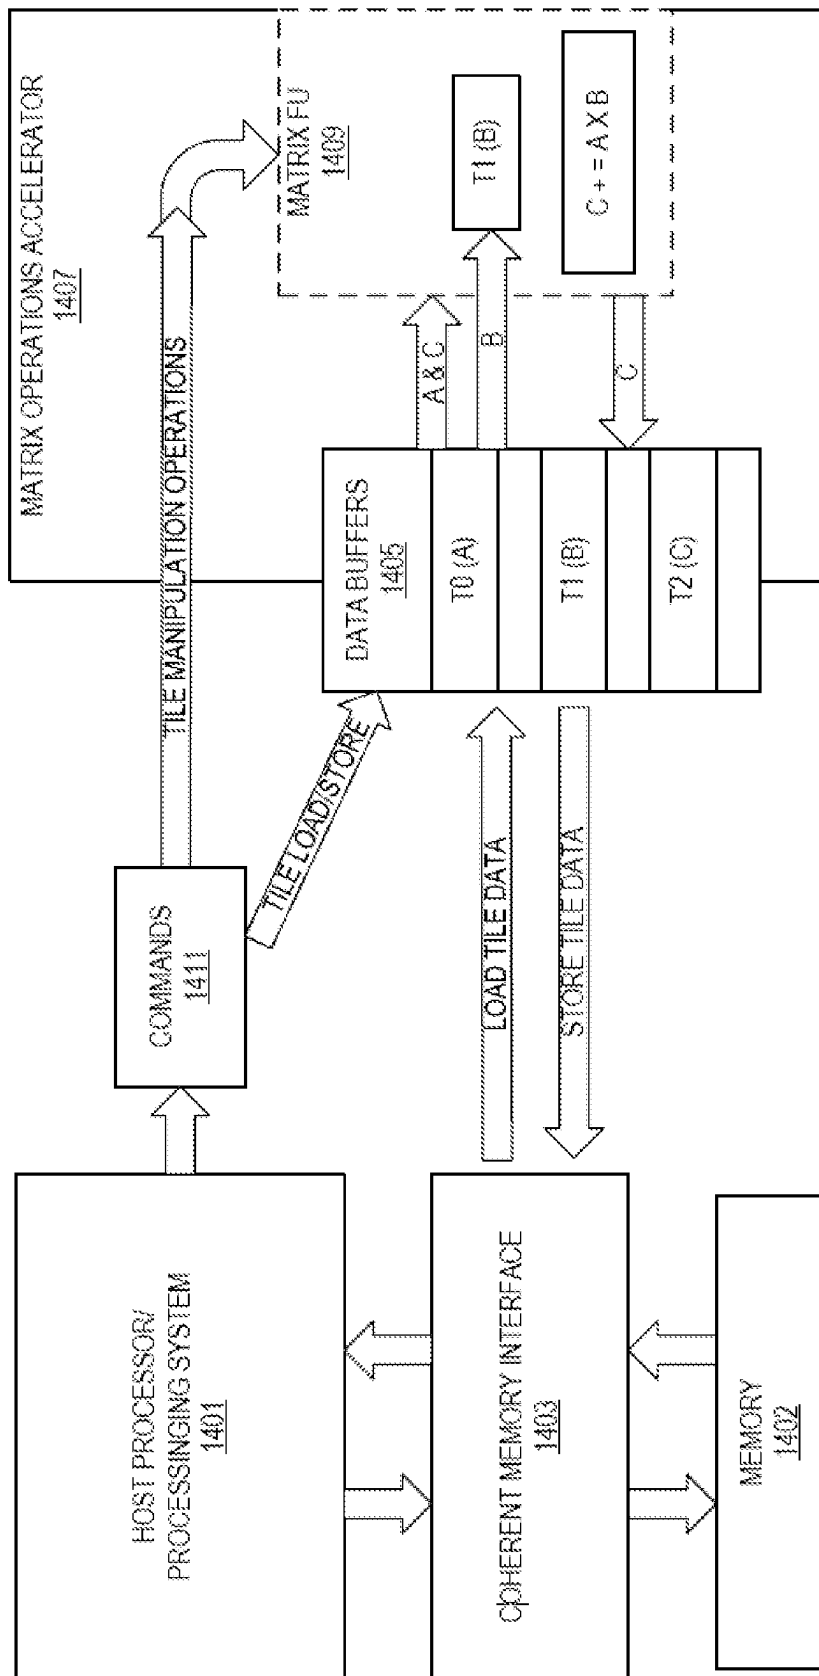 HOST PROCESSOR/
PROCESSINGING SYSTEM
1401
COHERENT MEMORY INTERFACE
1403
MEMORY
1402
COMMANDS
1411
TILE MANIPULATION OPERATIONS
TILE LOAD/STORE
LOAD TILE DATA
STORE TILE DATA
DATA BUFFERS
1405
T0 (A)
T1 (B)
T2 (C)
MATRIX OPERATIONS ACCELERATOR
1407
A & C
B
C
MATRIX FU
1409
T1 (B)
C + = A X B